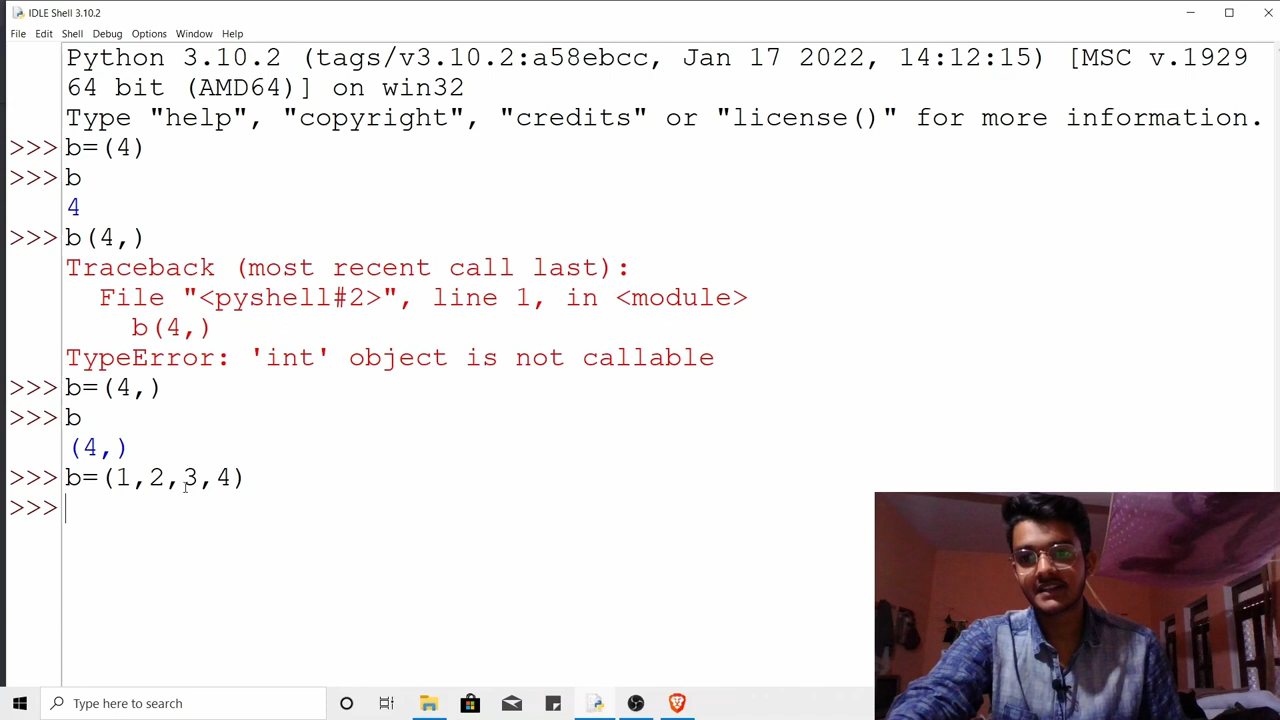 IDLE Shell 3.10.2
File Edit Shell Debug Options Window Help
Python 3.10.2 (tags/v3.10.2:a58ebcc, Jan 17 2022, 14:12:15) [MSC v.1929
64 bit (AMD64)] on win32
Type "help", "copyright", "credits" or "license()" for more information.
>>> b=(4)
>>> b
4
>>> b(4,)
Traceback (most recent call last):
  File "<pyshell#2>", line 1, in <module>
    b(4,)
TypeError: 'int' object is not callable
>>> b=(4,)
>>> b
(4,)
>>> b=(1,2,3,4)
>>>
Type here to search